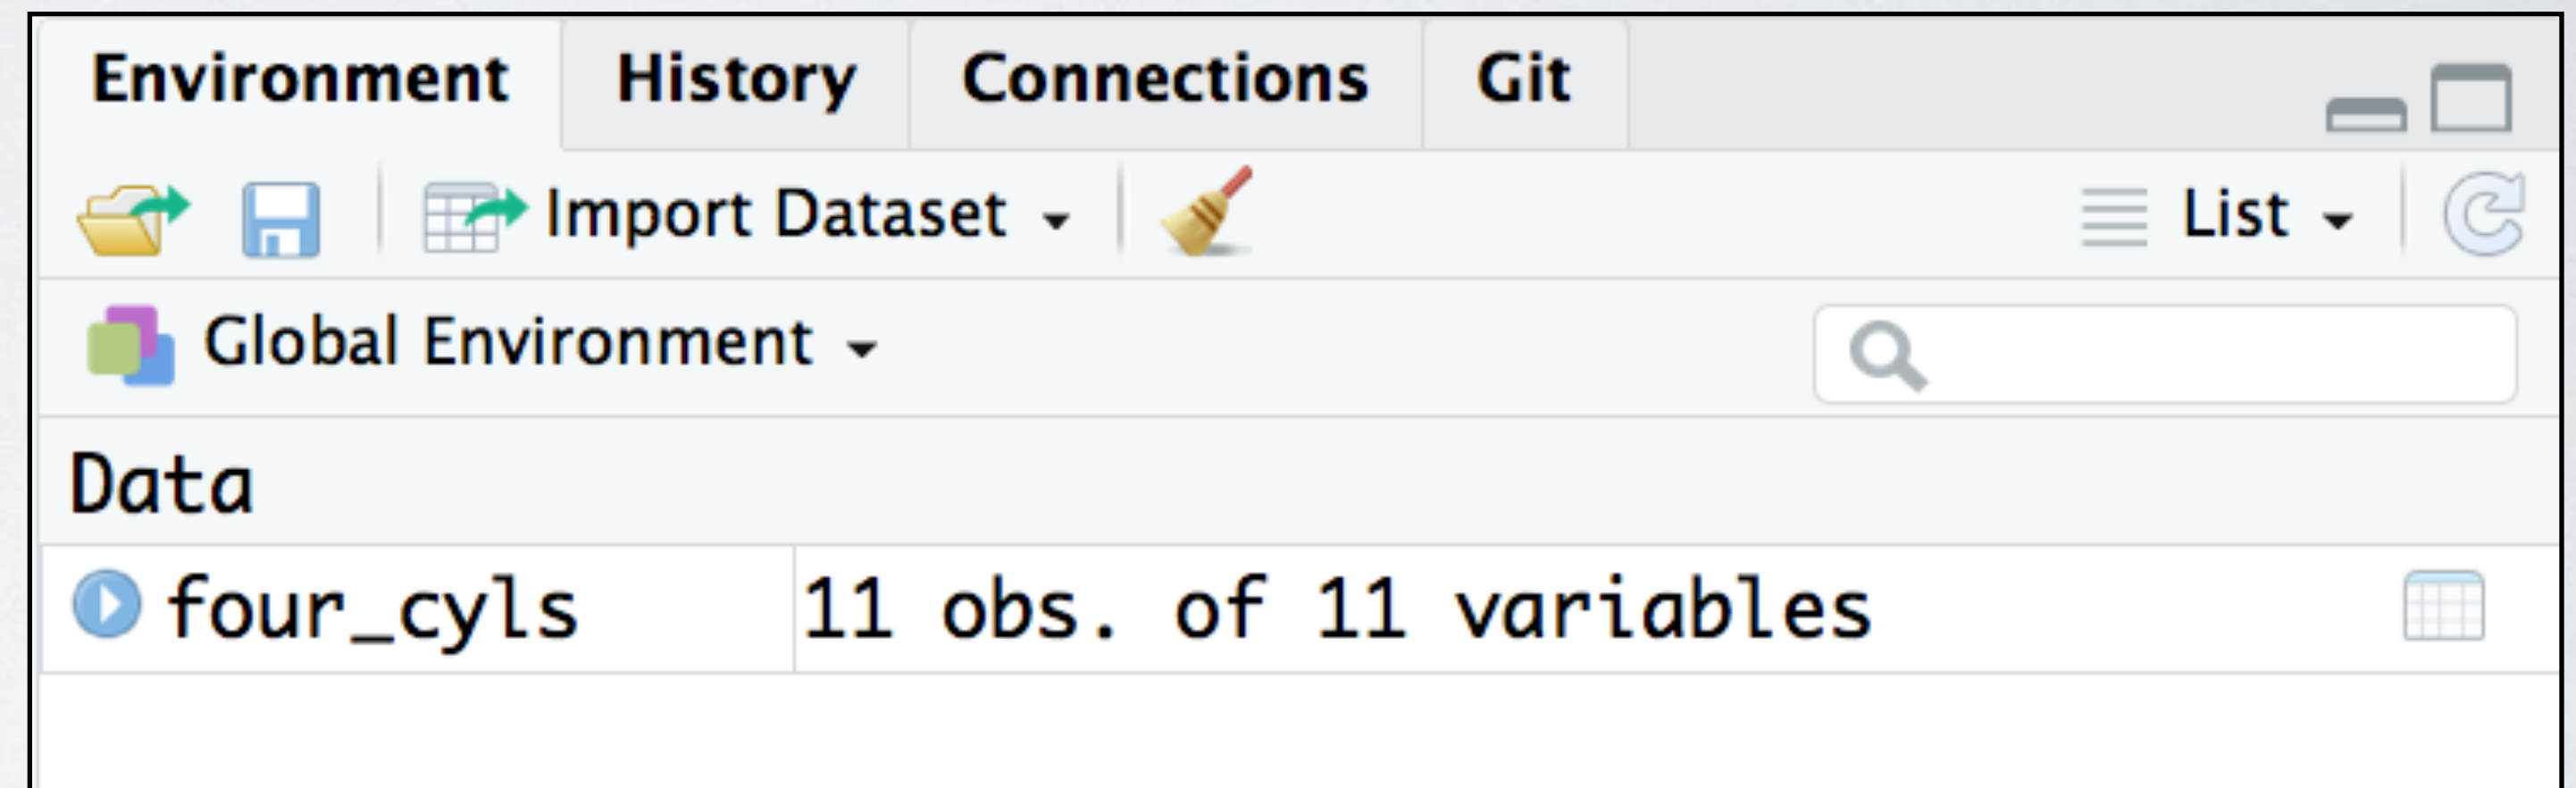 Environment History Connections Git
Import Dataset List
Global Environment
Data
four_cyls 11 obs. of 11 variables